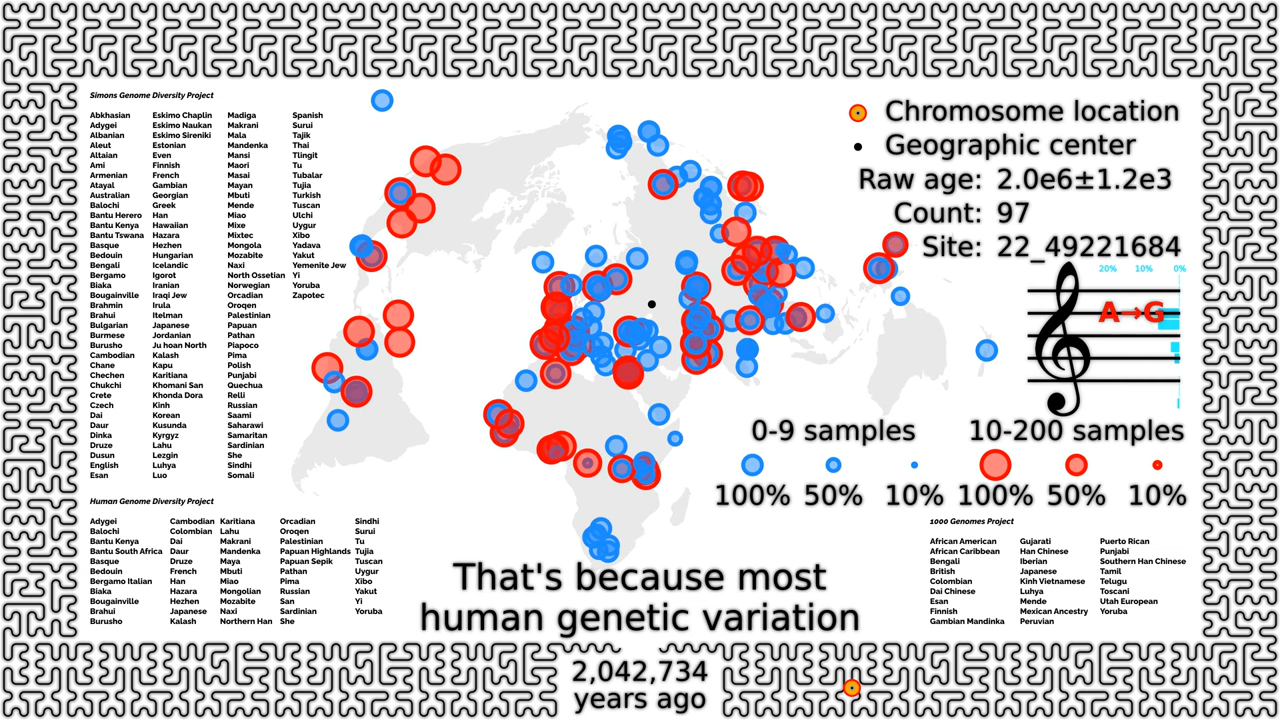 Simons Genome Diversity Project
Abkhasian Eskimo Chaplin Madiga Spanish
Adygei Eskimo Naukan Makrani Surui
Albanian Eskimo Sireniki Mala Tajik
Aleut Estonian Mandenka Thai
Altaian Even Mansi Tlingit
Ami Finnish Maori Tu
Armenian French Masai Tubalar
Atayal Gambian Mayan Tujia
Australian Georgian Mbuti Turkish
Balochi Greek Mende Tuscan
Bantu Herero Han Miao Ulchi
Bantu Kenya Hawaiian Mixe Uygur
Bantu Tswana Hazara Mixtec Xibo
Basque Hezhen Mongola Yadava
Bedouin Hungarian Mozabite Yakut
Bengali Icelandic Naxi Yemenite Jew
Bergamo Igorot North Ossetian Yi
Biaka Iranian Norwegian Yoruba
Bougainville Iraqi Jew Orcadian Zapotec
Brahmin Irula Oroqen
Brahui Itelman Palestinian
Bulgarian Japanese Papuan
Burmese Jordanian Pathan
Burusho Ju hoan North Piapoco
Cambodian Kalash Pima
Chane Kapu Polish
Chechen Karitiana Punjabi
Chukchi Khomani San Quechua
Crete Khonda Dora Relli
Czech Kinh Russian
Dai Korean Saami
Daur Kusunda Saharawi
Dinka Kyrgyz Samaritan
Druze Lahu Sardinian
Dusun Lezgin She
English Luhya Sindhi
Esan Luo Somali
Chromosome location
Geographic center
Raw age: 2.0e6±1.2e3
Count: 97
Site: 22_49221684
20% 10% 0%
A→G
0-9 samples 10-200 samples
100% 50% 10% 100% 50% 10%
Human Genome Diversity Project
Adygei Cambodian Karitiana Orcadian Sindhi
Balochi Colombian Lahu Oroqen Surui
Bantu Kenya Dai Makrani Palestinian Tu
Bantu South Africa Daur Mandenka Papuan Highlands Tujia
Basque Druze Maya Papuan Sepik Tuscan
Bedouin French Mbuti Pathan Uygur
Bergamo Italian Han Miao Pima Xibo
Biaka Hazara Mongolian Russian Yakut
Bougainville Hezhen Mozabite San Yi
Brahui Japanese Naxi Sardinian Yoruba
Burusho Kalash Northern Han She
1000 Genomes Project
African American Gujarati Puerto Rican
African Caribbean Han Chinese Punjabi
Bengali Iberian Southern Han Chinese
British Japanese Tamil
Colombian Kinh Vietnamese Telugu
Dai Chinese Luhya Toscani
Esan Mende Utah European
Finnish Mexican Ancestry Yoruba
Gambian Mandinka Peruvian
That's because most
human genetic variation
2,042,734
years ago